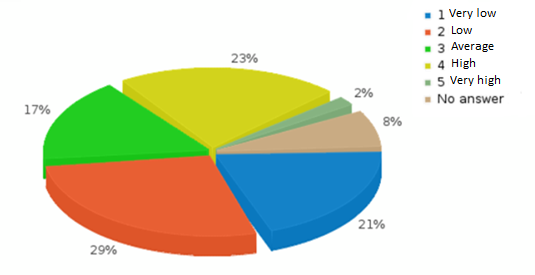 1 Very low
2 Low
3 Average
4 High
5 Very high
No answer
23%
2%
17%
8%
21%
29%